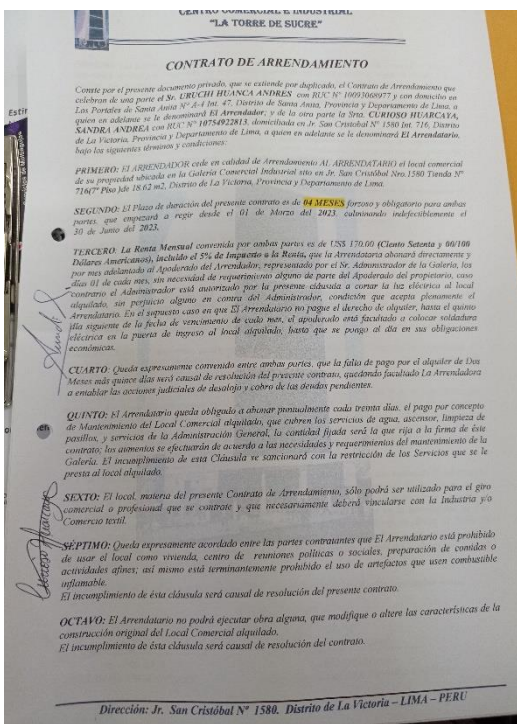 CENTRO COMERCIAL E INDUSTRIAL
"LA TORRE DE SUCRE"
CONTRATO DE ARRENDAMIENTO
Conste por el presente documento privado, que se extiende por duplicado, el Contrato de Arrendamiento que
celebran de una parte el Sr. URUCHI HUANCA ANDRES con RUC Nº 10093068977 y con domicilio en
Los Portales de Santa Anita Nº A-4 Int. 47, Distrito de Santa Anita, Provincia y Departamento de Lima, a
quien en adelante se le denominará El Arrendador; y de la otra parte la Srta. CURIOSO HUARCAYA,
SANDRA ANDREA con RUC Nº 10754922813, domiciliada en Jr. San Cristobal Nº 1580 Int. 716, Distrito
de La Victoria, Provincia y Departamento de Lima, a quien en adelante se le denominará El Arrendatario,
bajo los siguientes términos y condiciones:
PRIMERO: El ARRENDADOR cede en calidad de Arrendamiento AL ARRENDATARIO el local comercial
de su propiedad ubicada en la Galería Comercial Industrial sito en Jr. San Cristóbal Nro.1580 Tienda Nº
716(7º Piso )de 18.62 m2, Distrito de La Victoria, Provincia y Departamento de Lima.
SEGUNDO: El Plazo de duración del presente contrato es de 04 MESES forzoso y obligatorio para ambas
partes, que empezará a regir desde el 01 de Marzo del 2023, culminando indefectiblemente el
30 de Junio del 2023.
TERCERO: La Renta Mensual convenida por ambas partes es de US$ 170.00 (Ciento Setenta y 00/100
Dólares Americanos), incluido el 5% de Impuesto a la Renta, que la Arrendatoria abonará directamente y
por mes adelantado al Apoderado del Arrendador, representado por el Sr. Administrador de la Galería, los
días 01 de cada mes, sin necesidad de requerimiento alguno de parte del Apoderado del propietario, caso
contrario el Administrador está autorizado por la presente cláusula a cortar la luz eléctrica al local
alquilado, sin perjuicio alguno en contra del Administrador, condición que acepta plenamente el
Arrendatario. En el supuesto caso en que El Arrendatario no pague el derecho de alquiler, hasta el quinto
día siguiente de la fecha de vencimiento de cada mes, el apoderado está facultado a colocar soldadura
eléctrica en la puerta de ingreso al local alquilado, hasta que se pongo al día en sus obligaciones
económicas.
CUARTO: Queda expresamente convenido entre ambas partes, que la falta de pago por el alquiler de Dos
Meses más quince días será causal de resolución del presente contrato, quedando facultado La Arrendadora
a entablar las acciones judiciales de desalojo y cobro de las deudas pendientes.
QUINTO: El Arrendatario queda obligado a abonar puntualmente cada treinta días, el pago por concepto
de Mantenimiento del Local Comercial alquilado, que cubren los servicios de agua, ascensor, limpieza de
pasillos, y servicios de la Administración General, la cantidad fijada será la que rija a la firma de éste
contrato; los aumentos se efectuarán de acuerdo a las necesidades y requerimientos del mantenimiento de la
Galería. El incumplimiento de esta Cláusula se sancionará con la restricción de los Servicios que se le
presta al local alquilado.
SEXTO: El local, materia del presente Contrato de Arrendamiento, sólo podrá ser utilizado para el giro
comercial o profesional que se contrate y que necesariamente deberá vincularse con la Industria y/o
Comercio textil.
SÉPTIMO: Queda expresamente acordado entre las partes contratantes que El Arrendatario está prohibido
de usar el local como vivienda, centro de reuniones políticas o sociales, preparación de comidas o
actividades afines; así mismo está terminantemente prohibido el uso de artefactos que usen combustible
inflamable.
El incumplimiento de ésta cláusula será causal de resolución del presente contrato.
OCTAVO: El Arrendatario no podrá ejecutar obra alguna, que modifique o altere las características de la
construcción original del Local Comercial alquilado.
El incumplimiento de ésta cláusula será causal de resolución del contrato.
Dirección: Jr. San Cristóbal Nº 1580. Distrito de La Victoria – LIMA – PERU